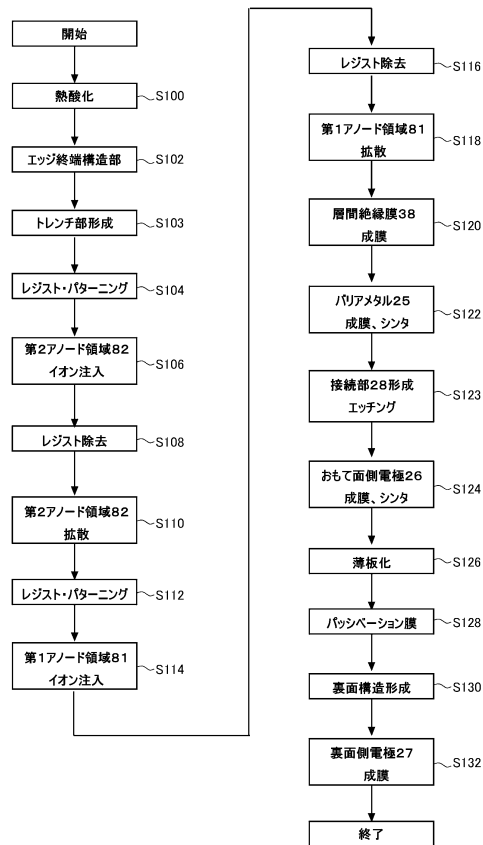 開始
熱酸化
S100
エッジ終端構造部
S102
トレンチ部形成
S103
レジスト・パターニング
S104
第2アノード領域82
イオン注入
S106
レジスト除去
S108
第2アノード領域82
拡散
S110
レジスト・パターニング
S112
第1アノード領域81
イオン注入
S114
レジスト除去
S116
第1アノード領域81
拡散
S118
層間絶縁膜38
成膜
S120
バリアメタル25
成膜、シンタ
S122
接続部28形成
エッチング
S123
おもて面側電極26
成膜、シンタ
S124
薄板化
S126
パッシベーション膜
S128
裏面構造形成
S130
裏面側電極27
成膜
S132
終了